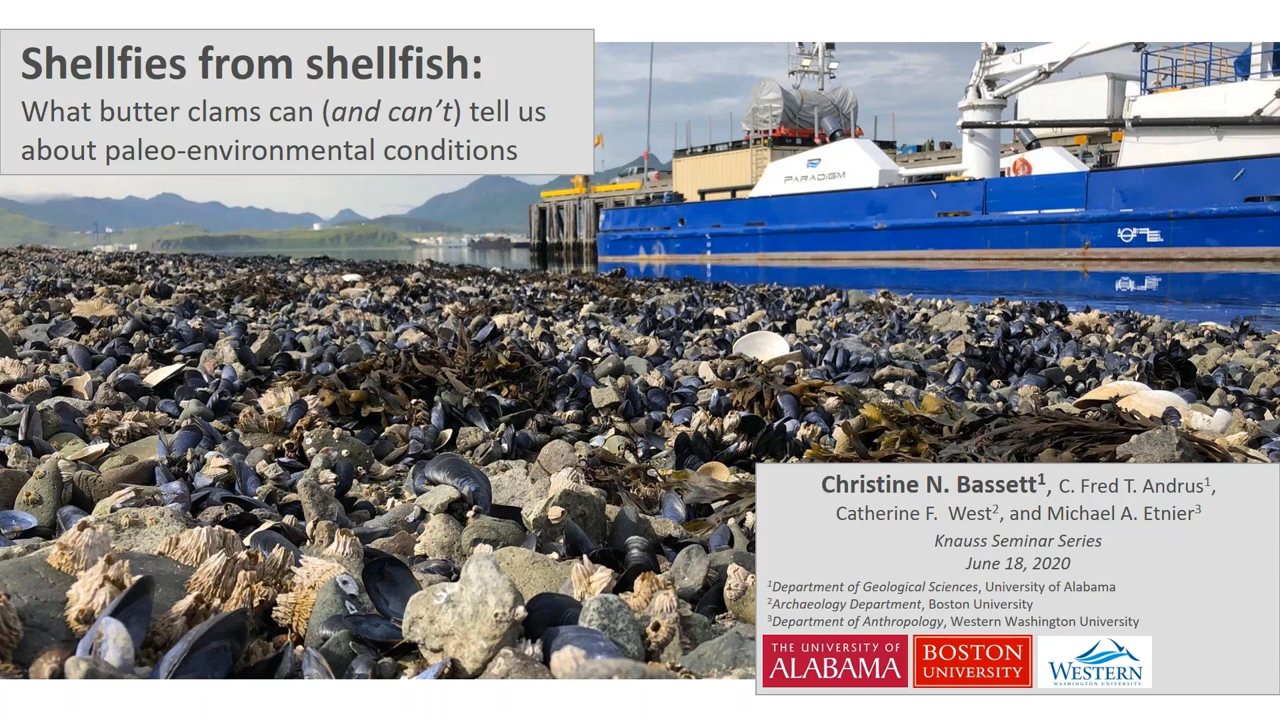 Shellfies from shellfish:
What butter clams can (and can’t) tell us
about paleo-environmental conditions
PARADIGM
Christine N. Bassett1, C. Fred T. Andrus1,
Catherine F. West2, and Michael A. Etnier3
Knauss Seminar Series
June 18, 2020
1Department of Geological Sciences, University of Alabama
2Archaeology Department, Boston University
3Department of Anthropology, Western Washington University
THE UNIVERSITY OF
ALABAMA
BOSTON
UNIVERSITY
WESTERN
WASHINGTON UNIVERSITY